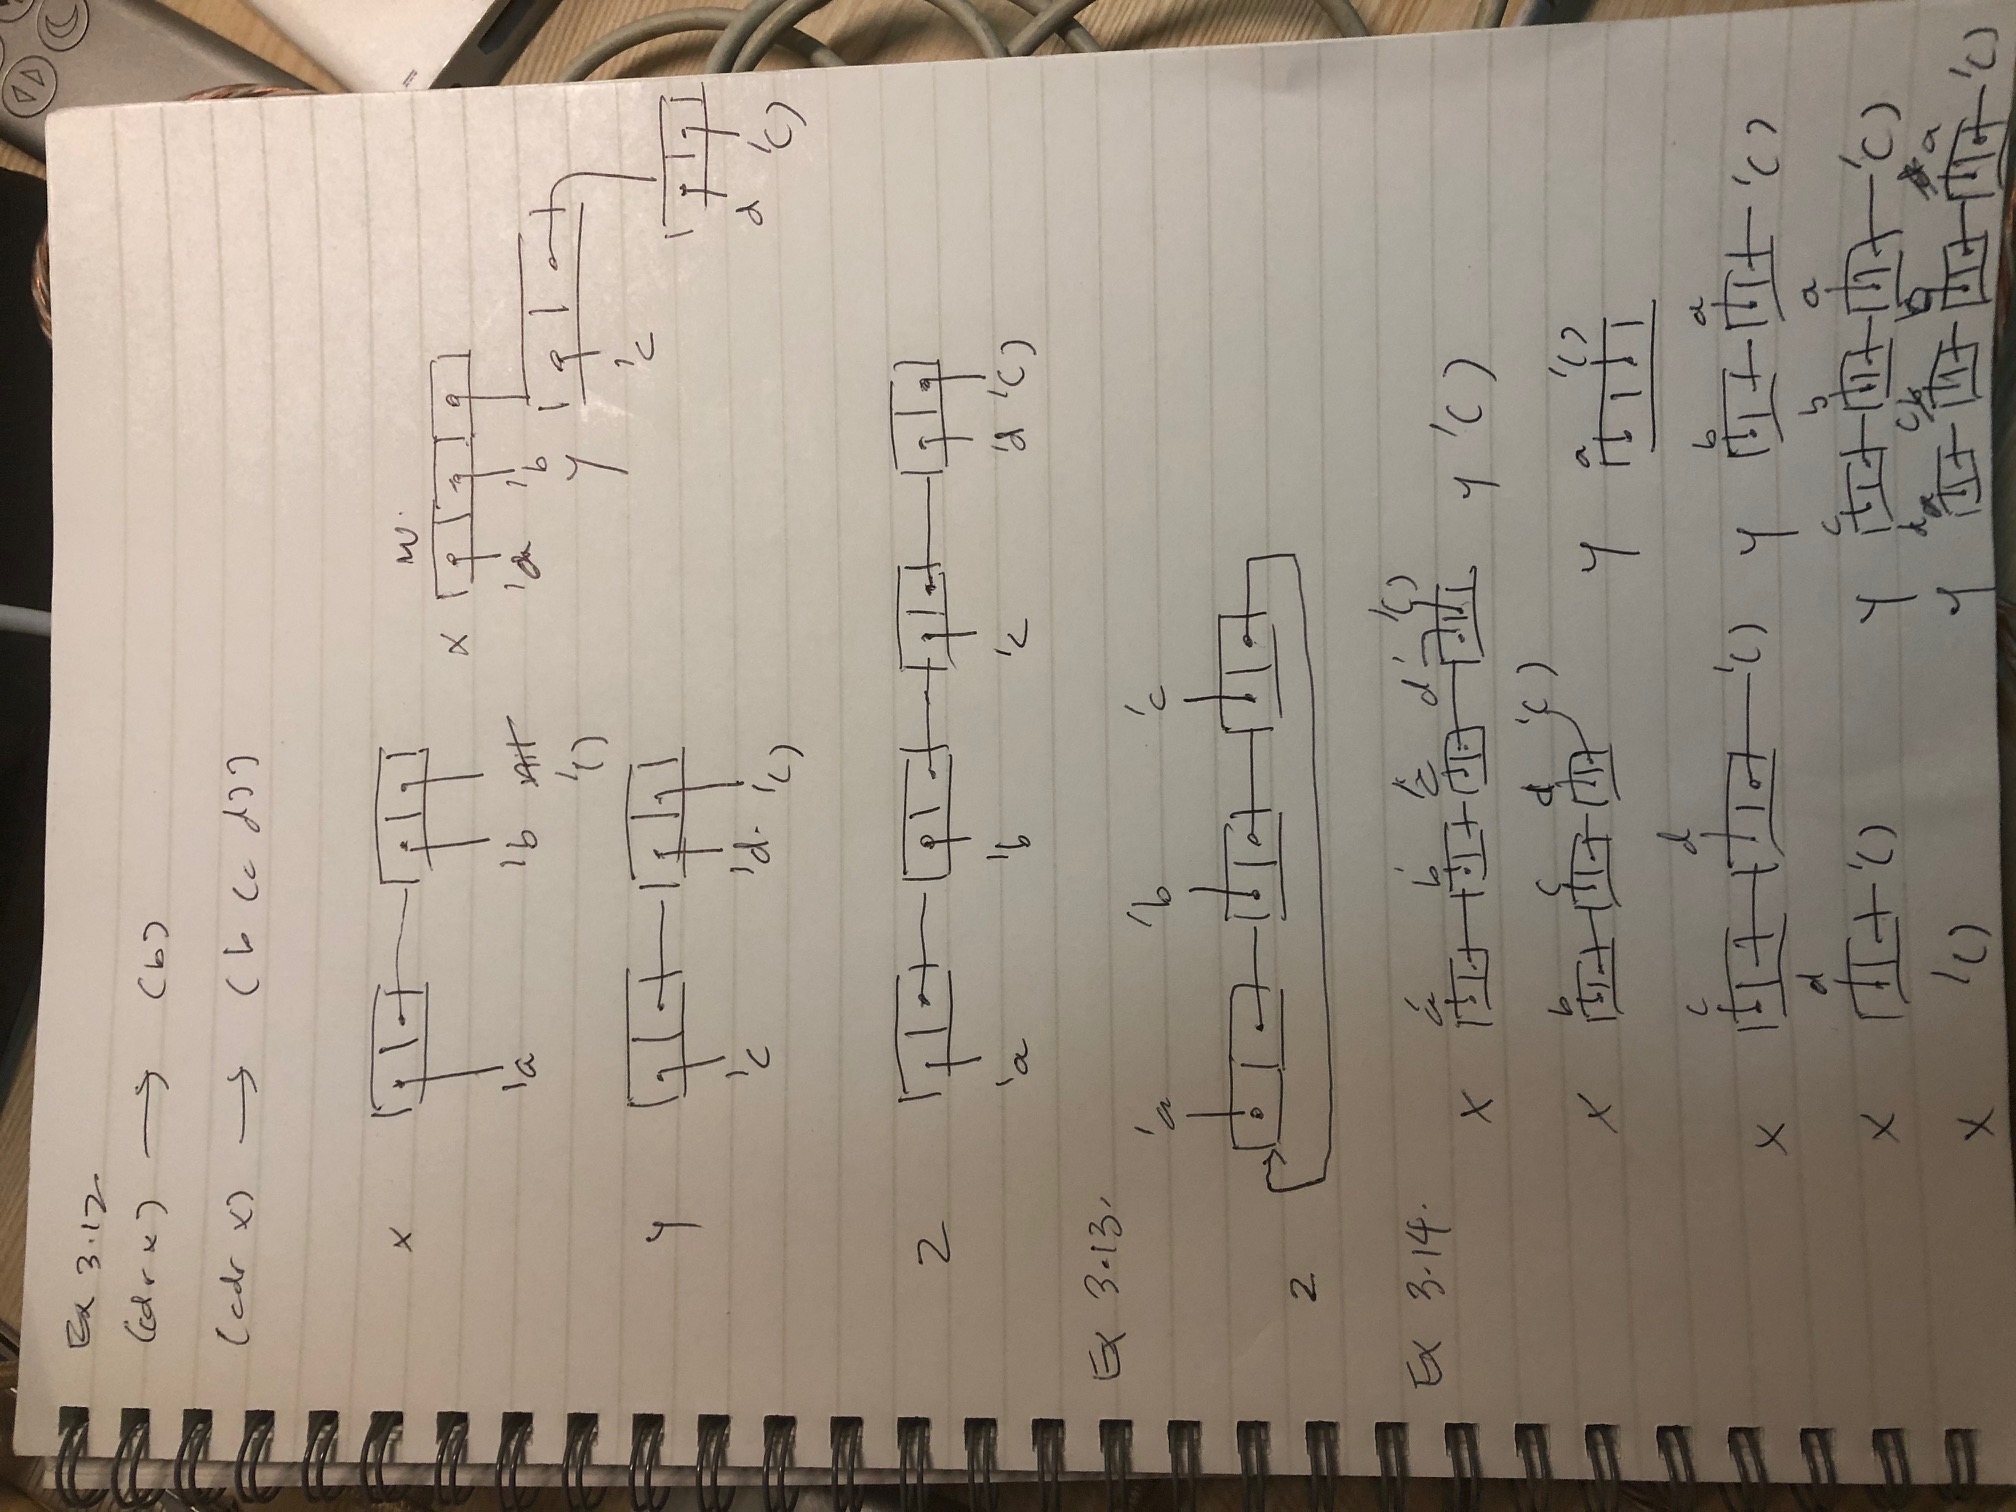 Ex 3.12
(cdr x) → (b)
(cdr x) → (b (c d))
x
'a 'b '()
w
x
'a 'b
y
'c
d '()
y
'c 'd '()
z
'a 'b 'c 'd '()
Ex 3.13.
'a 'b 'c
z
Ex 3.14.
'a 'b 'c d' '()
x y '()
b c d '()
x y a '()
c d b a
x '() y '()
d c b a
x '() y '()
d c b a
x '() y '()